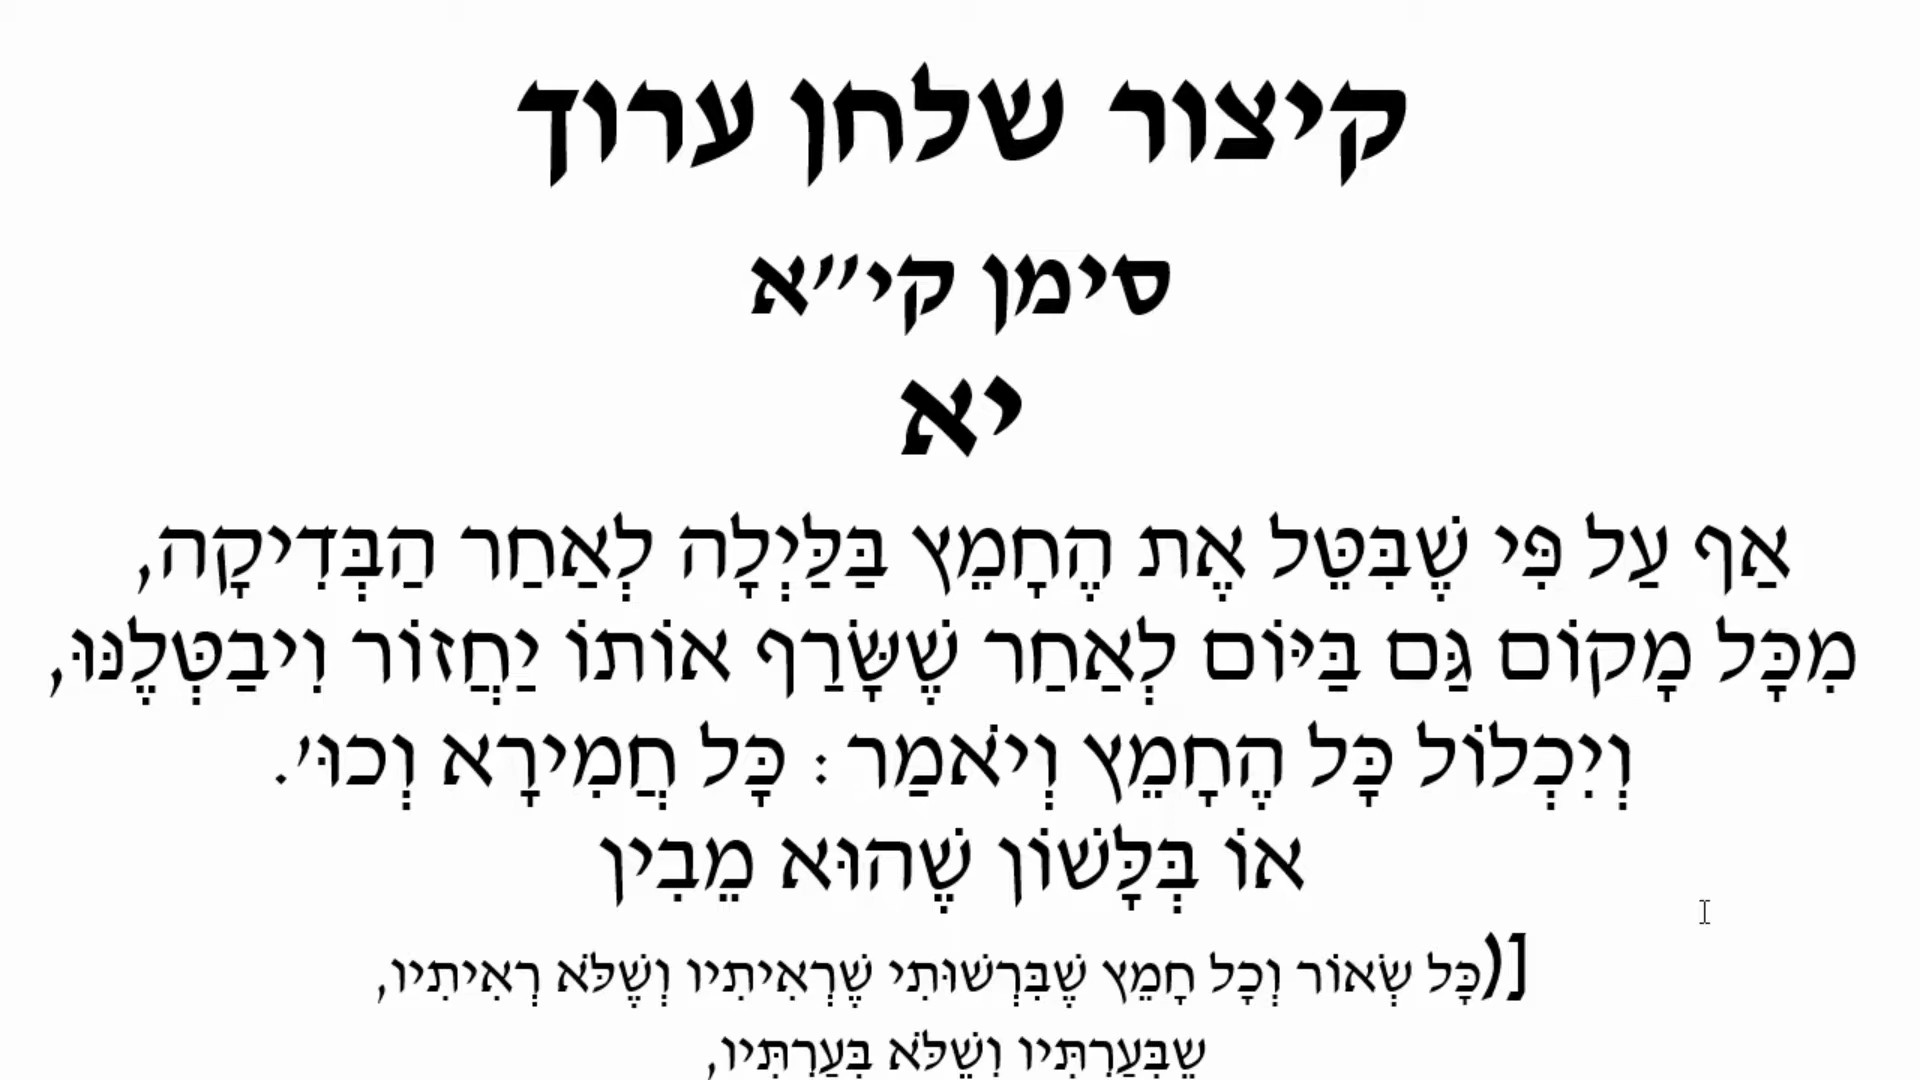 קיצור שלחן ערוך
סימן קי״א
יא
אַף עַל פִּי שֶׁבִּטֵּל אֶת הֶחָמֵץ בַּלַּיְלָה לְאַחַר הַבְּדִיקָה,
מִכָּל מָקוֹם גַּם בַּיּוֹם לְאַחַר שֶׁשָּׂרַף אוֹתוֹ יַחֲזוֹר וִיבַטְּלֶנּוּ,
וְיִכְלוֹל כָּל הֶחָמֵץ וְיֹאמַר : כָּל חֲמִירָא וְכוּ׳.
אוֹ בְּלָּשׁוֹן שֶׁהוּא מֵבִין
[(כָּל שְׂאוֹר וְכָל חָמֵץ שֶׁבִּרְשׁוּתִי שֶׁרְאִיתִיו וְשֶׁלֹּא רְאִיתִיו,
שֶבִּעַרְתִּיו וְשֶׁלֹּא בִּעַרְתִּיו,